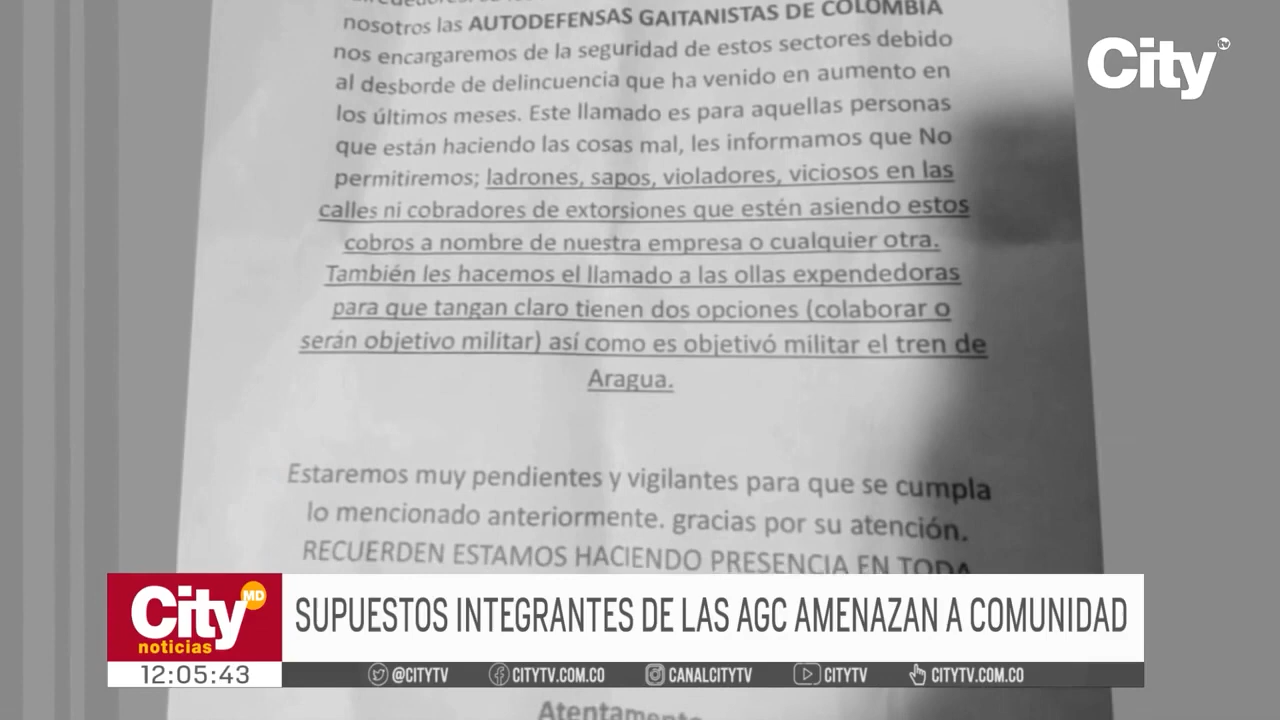 nosotros las AUTODEFENSAS GAITANISTAS DE COLOMBIA
nos encargaremos de la seguridad de estos sectores debido
al desborde de delincuencia que ha venido en aumento en
los últimos meses. Este llamado es para aquellas personas
que están haciendo las cosas mal, les informamos que No
permitiremos; ladrones, sapos, violadores, viciosos en las
calles ni cobradores de extorsiones que estén asiendo estos
cobros a nombre de nuestra empresa o cualquier otra.
También les hacemos el llamado a las ollas expendedoras
para que tangan claro tienen dos opciones (colaborar o
serán objetivo militar) así como es objetivó militar el tren de
Aragua.
Estaremos muy pendientes y vigilantes para que se cumpla
lo mencionado anteriormente. gracias por su atención.
RECUERDEN ESTAMOS HACIENDO PRESENCIA EN TODA
Atentamente
City tv
City MD
noticias
12:05:43
SUPUESTOS INTEGRANTES DE LAS AGC AMENAZAN A COMUNIDAD
@CITYTV CITYTV.COM.CO CANALCITYTV CITYTV CITYTV.COM.CO